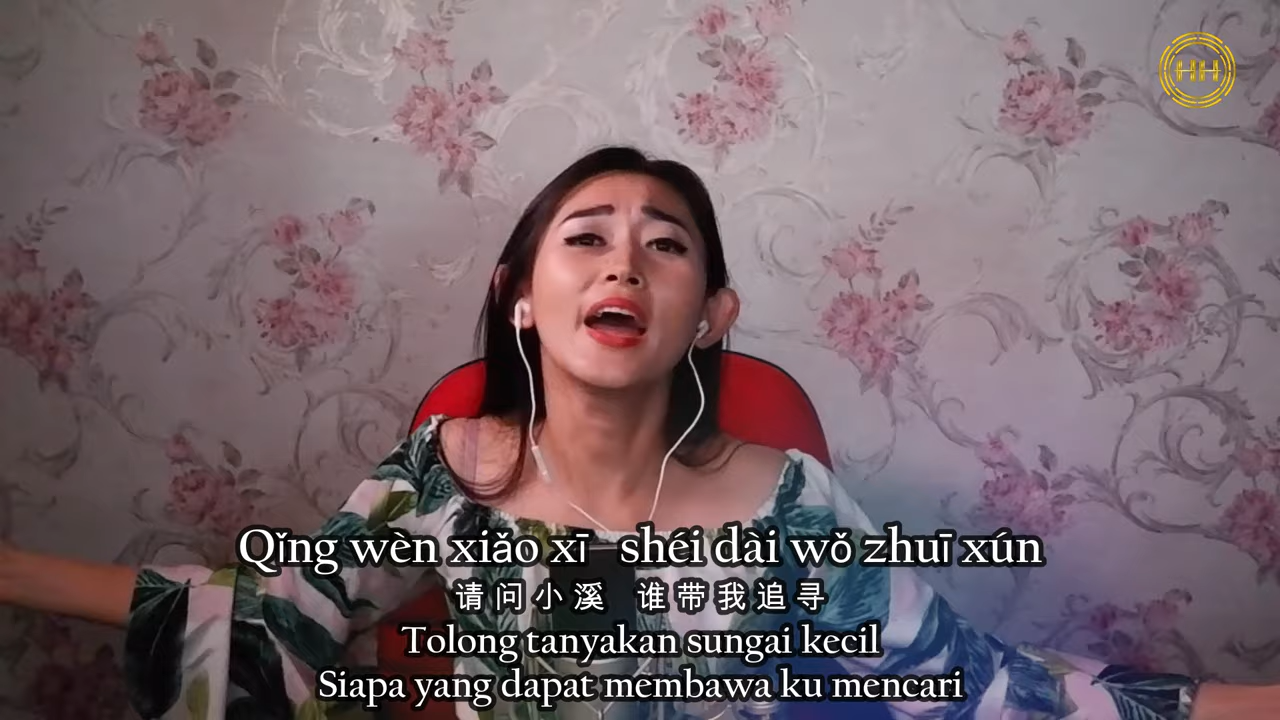 HH
Qǐng wèn xiǎo xī shéi dài wǒ zhuī xún
请问小溪 谁带我追寻
Tolong tanyakan sungai kecil
Siapa yang dapat membawa ku mencari